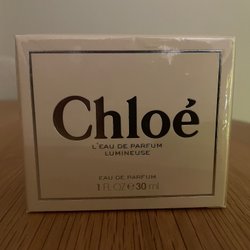 Chloé
L'EAU DE PARFUM
LUMINEUSE
EAU DE PARFUM
1 FL OZ ℮ 30 ml